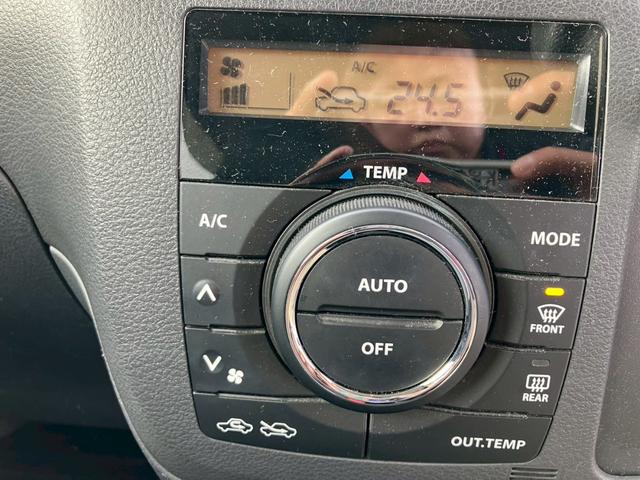 A/C
24.5
TEMP
A/C
MODE
AUTO
FRONT
OFF
REAR
OUT.TEMP